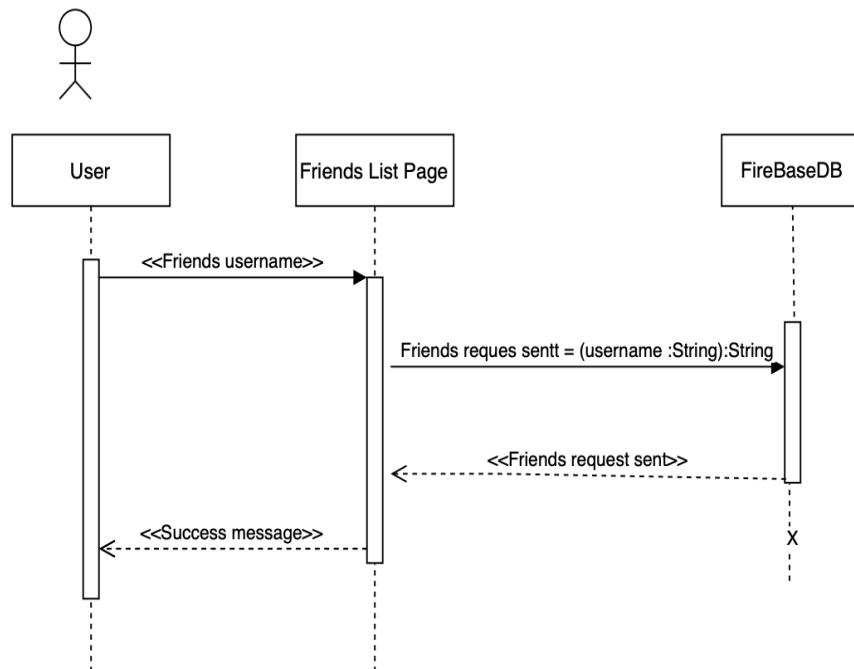 User
Friends List Page
FireBaseDB
<<Friends username>>
Friends reques sentt = (username :String):String
<<Friends request sent>>
<<Success message>>
X